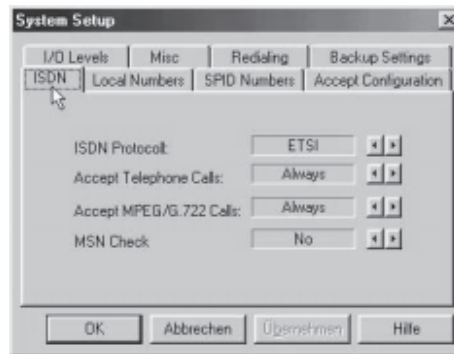 System Setup
I/O Levels Misc Redialing Backup Settings
ISDN Local Numbers SPID Numbers Accept Configuration
ISDN Protocoll: ETSI
Accept Telephone Calls: Always
Accept MPEG/G.722 Calls: Always
MSN Check No
OK Abbrechen Übernehmen Hilfe